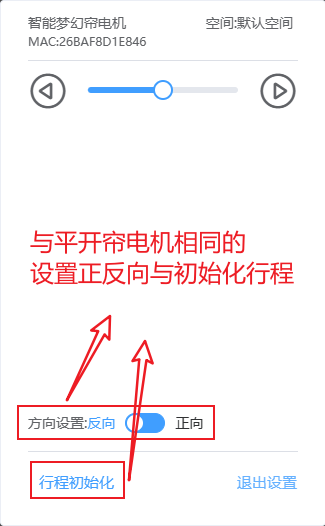 智能梦幻帘电机 空间:默认空间
MAC:26BAF8D1E846
与平开帘电机相同的
设置正反向与初始化行程
方向设置:反向 正向
行程初始化 退出设置